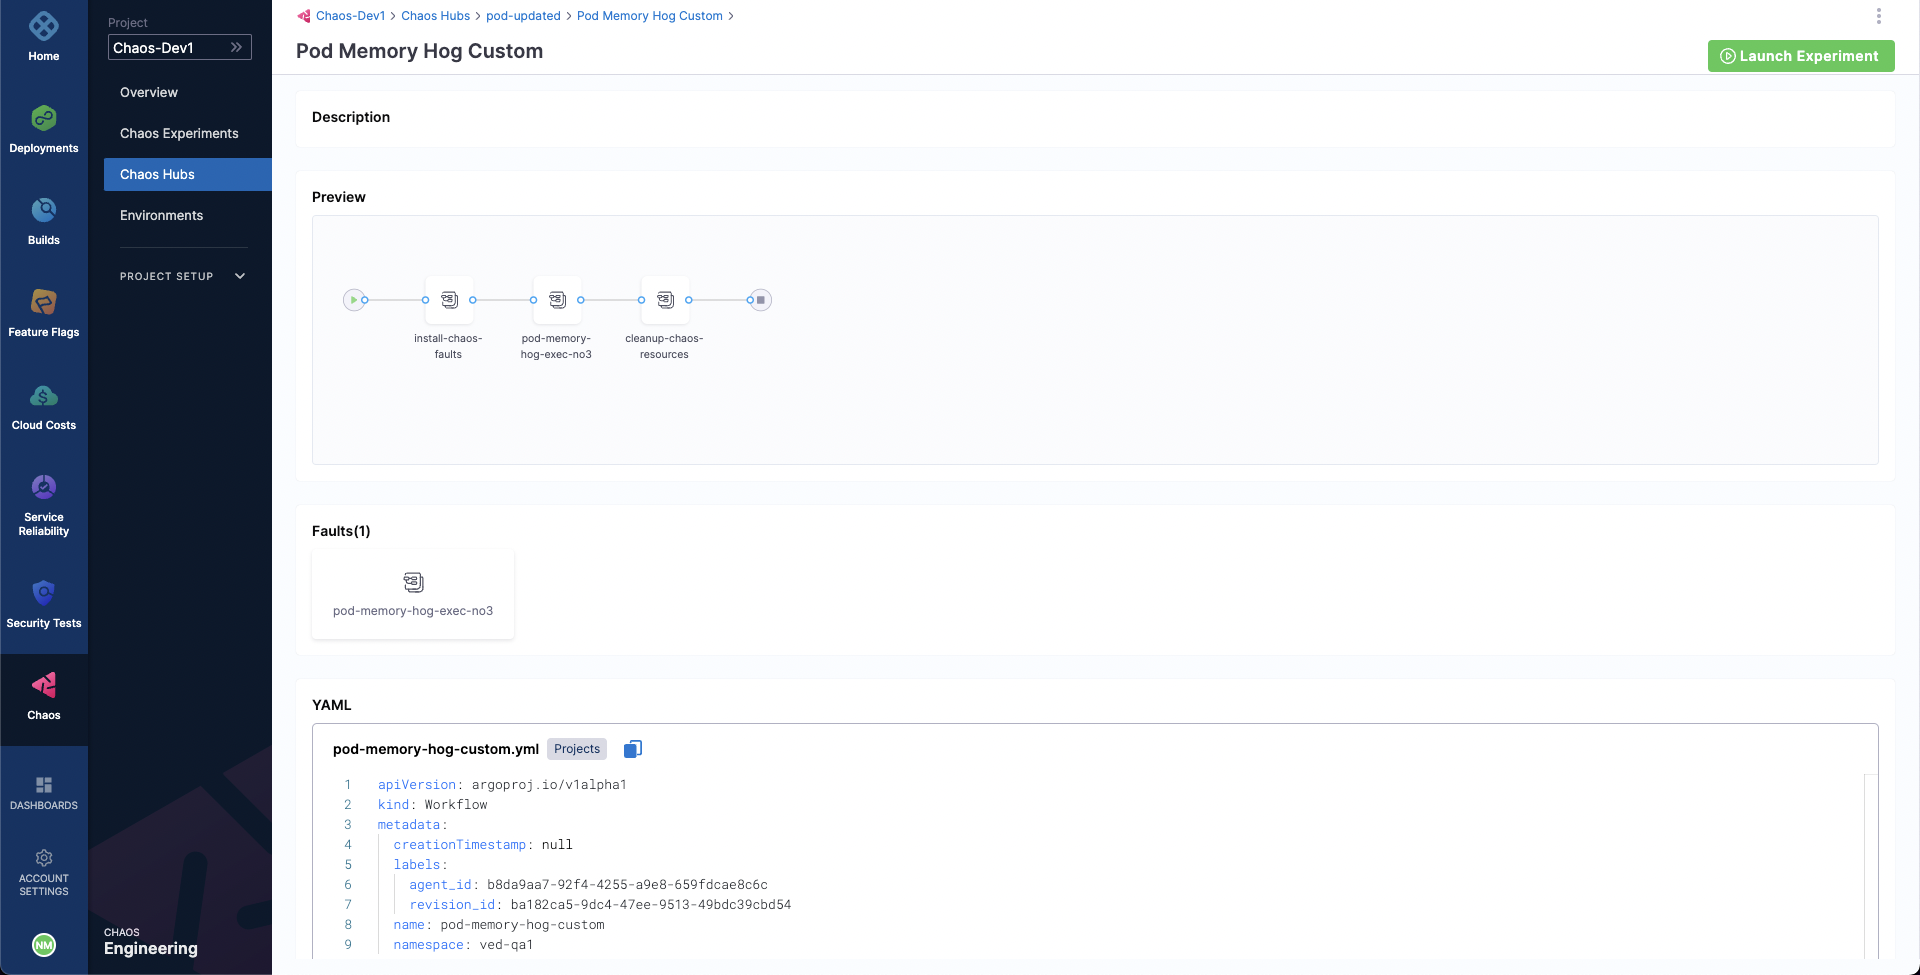 Home
Deployments
Builds
Feature Flags
Cloud Costs
Service
Reliability
Security Tests
Chaos
DASHBOARDS
ACCOUNT
SETTINGS
NM
Project
Chaos-Dev1
Overview
Chaos Experiments
Chaos Hubs
Environments
PROJECT SETUP
CHAOS
Engineering
Chaos-Dev1 > Chaos Hubs > pod-updated > Pod Memory Hog Custom >
Pod Memory Hog Custom
Launch Experiment
Description
Preview
install-chaos-
faults
pod-memory-
hog-exec-no3
cleanup-chaos-
resources
Faults(1)
pod-memory-hog-exec-no3
YAML
pod-memory-hog-custom.yml Projects
1 apiVersion: argoproj.io/v1alpha1
2 kind: Workflow
3 metadata:
4 creationTimestamp: null
5 labels:
6 agent_id: b8da9aa7-92f4-4255-a9e8-659fdcae8c6c
7 revision_id: ba182ca5-9dc4-47ee-9513-49bdc39cbd54
8 name: pod-memory-hog-custom
9 namespace: ved-qa1